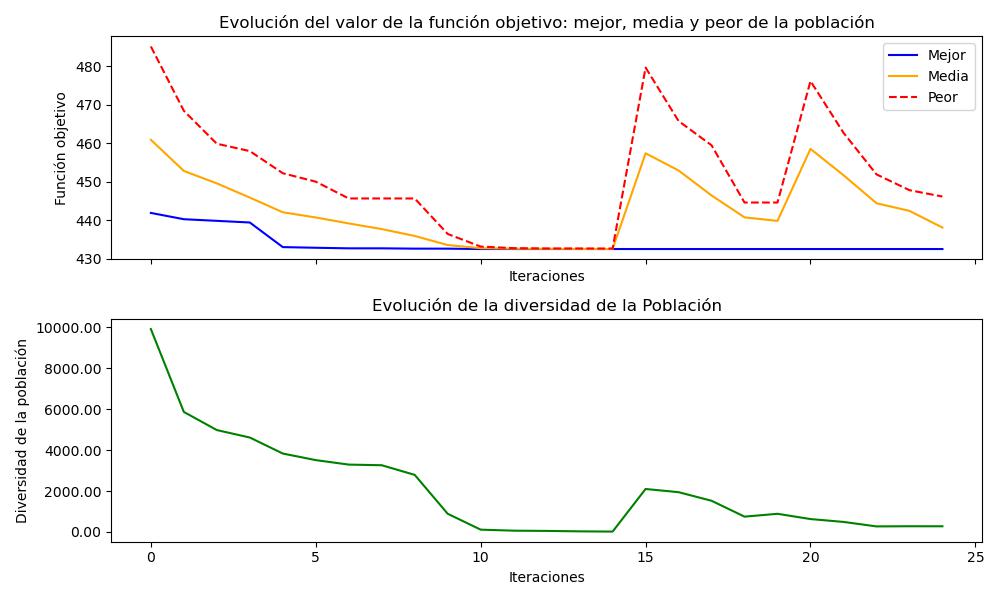 Evolución del valor de la función objetivo: mejor, media y peor de la población
Función objetivo
480
470
460
450
440
430
Mejor
Media
Peor
Iteraciones
Evolución de la diversidad de la Población
Diversidad de la población
10000.00
8000.00
6000.00
4000.00
2000.00
0.00
0 5 10 15 20 25
Iteraciones